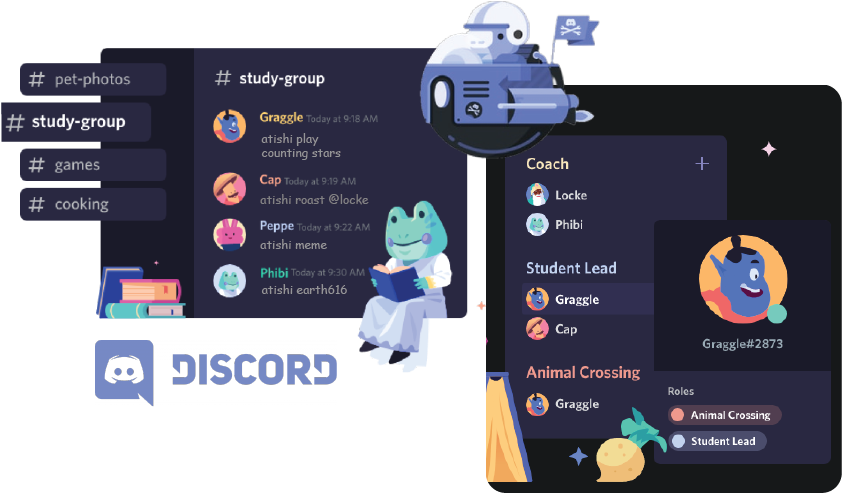 # pet-photos
# study-group
# games
# cooking
# study-group
Graggle Today at 9:18 AM
atishi play
counting stars
Cap Today at 9:19 AM
atishi roast @locke
Peppe Today at 9:22 AM
atishi meme
Phibi Today at 9:30 AM
atishi earth616
DISCORD
Coach +
Locke
Phibi
Student Lead
Graggle
Cap
Animal Crossing
Graggle
Graggle#2873
Roles
Animal Crossing
Student Lead